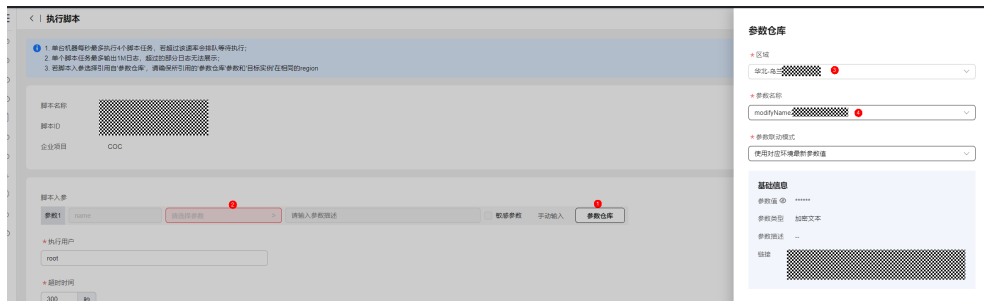 < | 执行脚本
1. 单台机器每秒最多执行4个脚本任务，若超过该速率会排队等待执行；
2. 单个脚本任务最多输出1M日志，超过的部分日志无法展示；
3. 若脚本入参选择引用自'参数仓库'，请确保所引用的'参数仓库'参数和'目标实例'在相同的region
脚本名称
脚本ID
企业项目 COC
脚本入参
参数1 name 请选择参数 > 2 请输入参数描述 敏感参数 手动输入 参数仓库 1
* 执行用户
root
* 超时时间
300 秒
参数仓库
* 区域
华北-乌兰 3
* 参数名称
modifyName 4
* 参数联动模式
使用对应环境最新参数值
基础信息
参数值 ******
参数类型 加密文本
参数描述 --
链接